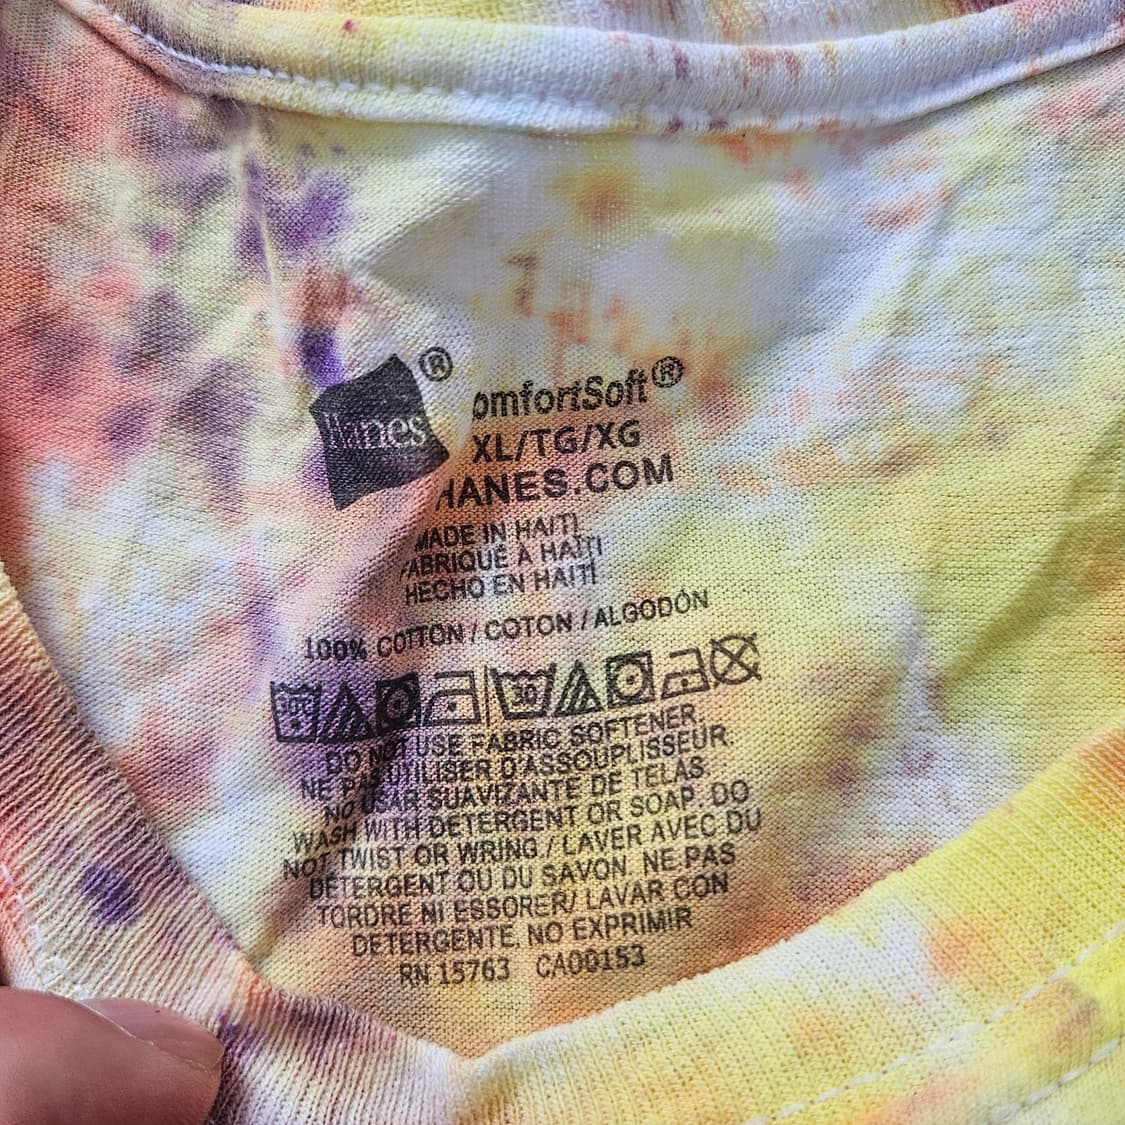 Hanes®
omfortSoft®
XL/TG/XG
HANES.COM
MADE IN HAITI
FABRIQUÉ À HAÏTI
HECHO EN HAITÍ
100% COTTON / COTON / ALGODÓN
30
DO NOT USE FABRIC SOFTENER.
NE PAS UTILISER D'ASSOUPLISSEUR.
NO USAR SUAVIZANTE DE TELAS.
WASH WITH DETERGENT OR SOAP. DO
NOT TWIST OR WRING / LAVER AVEC DU
DETERGENT OU DU SAVON. NE PAS
TORDRE NI ESSORER/ LAVAR CON
DETERGENTE. NO EXPRIMIR
RN 15763 CA00153